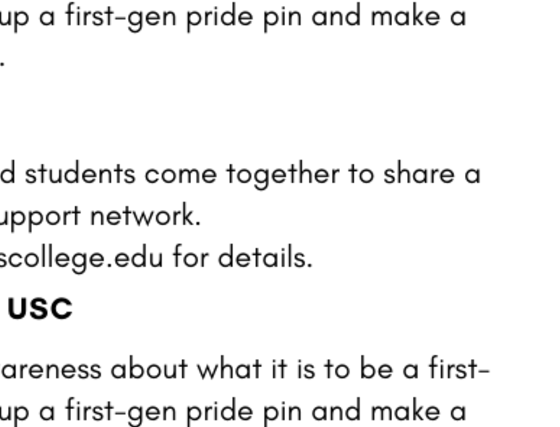 up a first-gen pride pin and make a
.
d students come together to share a
upport network.
scollege.edu for details.
USC
areness about what it is to be a first-
up a first-gen pride pin and make a